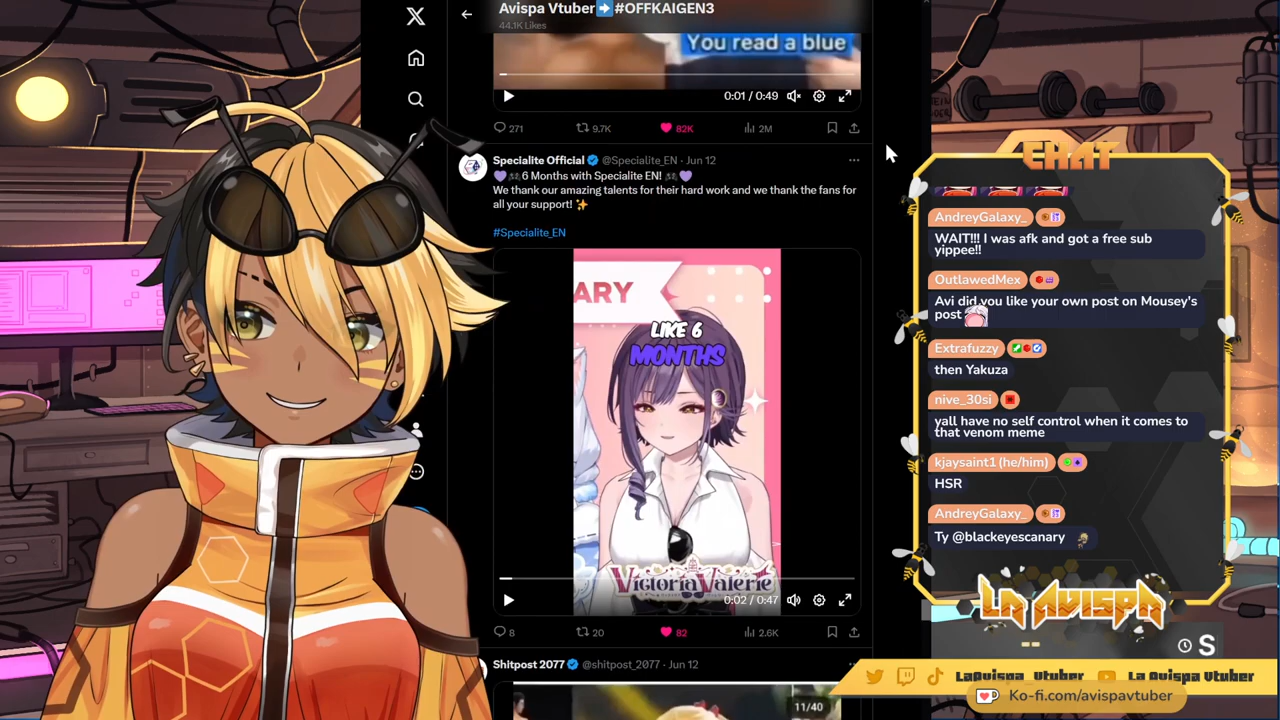 Avispa Vtuber➡#OFFKAIGEN3
44.1K Likes
You read a blue
0:01 / 0:49
271
9.7K
82K
2M
Specialite Official @Specialite_EN · Jun 12
💜🎮6 Months with Specialite EN! 🎮💜
We thank our amazing talents for their hard work and we thank the fans for
all your support! ✨
#Specialite_EN
ARY
LIKE 6
MONTHS
VICTORIA VALERIE
0:02 / 0:47
8
20
82
2.6K
Shitpost 2077 @shitpost_2077 · Jun 12
11/40
CHAT
AndreyGalaxy_
WAIT!!! I was afk and got a free sub
yippee!!
OutlawedMex
Avi did you like your own post on Mousey's
post
Extrafuzzy
then Yakuza
nive_30si
yall have no self control when it comes to
that venom meme
kjaysaint1 (he/him)
HSR
AndreyGalaxy_
Ty @blackeyescanary
LA AVISPA
S
LaAvispa_Vtuber
La Avispa Vtuber
Ko-fi.com/avispavtuber